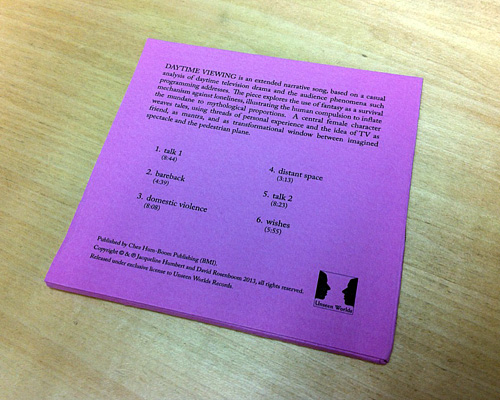 DAYTIME VIEWING is an extended narrative song, based on a casual
analysis of daytime television drama and the audience phenomena such
programming addresses. The piece explores the use of fantasy as a survival
mechanism against loneliness, illustrating the human compulsion to inflate
the mundane to mythological proportions. A central female character
weaves tales, using threads of personal experience and the idea of TV as
friend, as mantra, and as transformational window between imagined
spectacle and the pedestrian plane.
1. talk 1
(8:44)
2. bareback
(4:39)
3. domestic violence
(8:08)
4. distant space
(3:13)
5. talk 2
(8:23)
6. wishes
(5:55)
Published by Chez Hum-Boom Publishing (BMI).
Copyright © & ℗ Jacqueline Humbert and David Rosenboom 2013, all rights reserved.
Released under exclusive license to Unseen Worlds Records.
Unseen Worlds